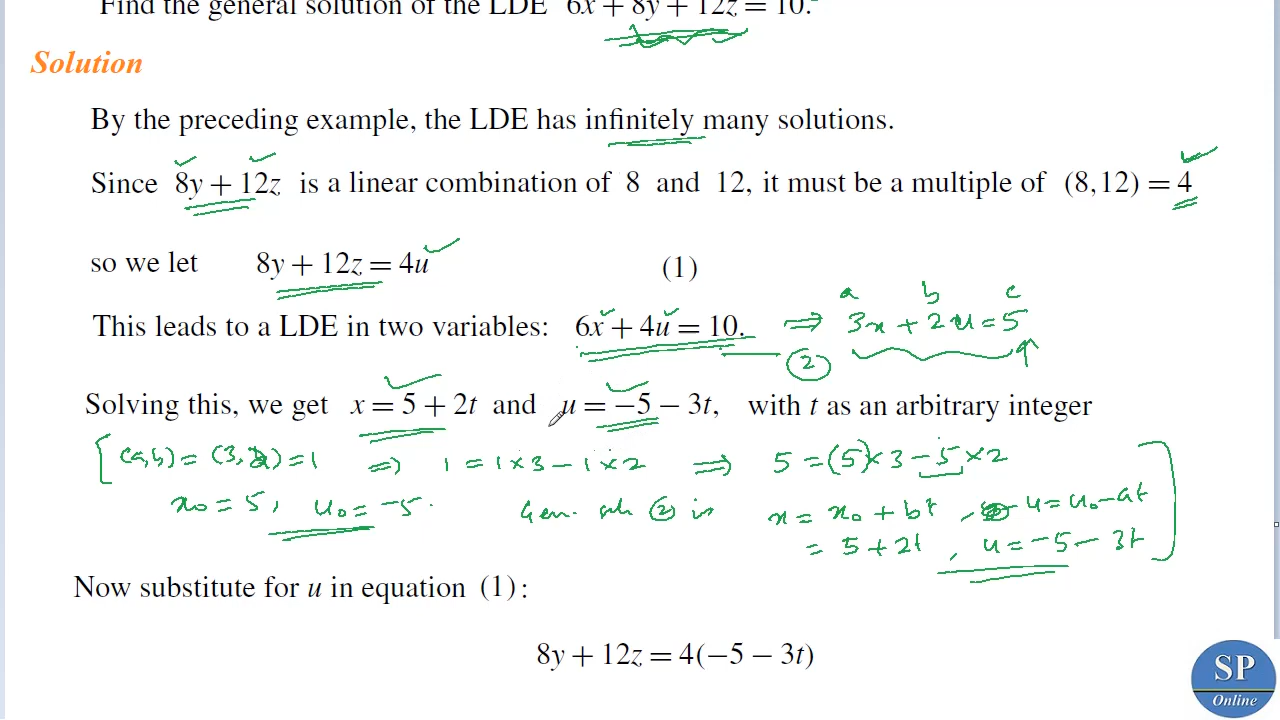 Find the general solution of the LDE 6x + 8y + 12z = 10.
Solution
By the preceding example, the LDE has infinitely many solutions.
Since 8y + 12z is a linear combination of 8 and 12, it must be a multiple of (8,12) = 4
so we let 8y + 12z = 4u (1)
a b c
This leads to a LDE in two variables: 6x + 4u = 10. ⇒ 3x + 2u = 5
②
Solving this, we get x = 5 + 2t and u = −5 − 3t, with t as an arbitrary integer
[(a,b) = (3,2) = 1 ⇒ 1 = 1×3 − 1×2 ⇒ 5 = (5)×3 − 5×2
x₀ = 5, u₀ = −5. Gen. soln ② is x = x₀ + bt, u = u₀ − at
= 5 + 2t, u = −5 − 3t]
Now substitute for u in equation (1):
8y + 12z = 4(−5 − 3t)
SP
Online